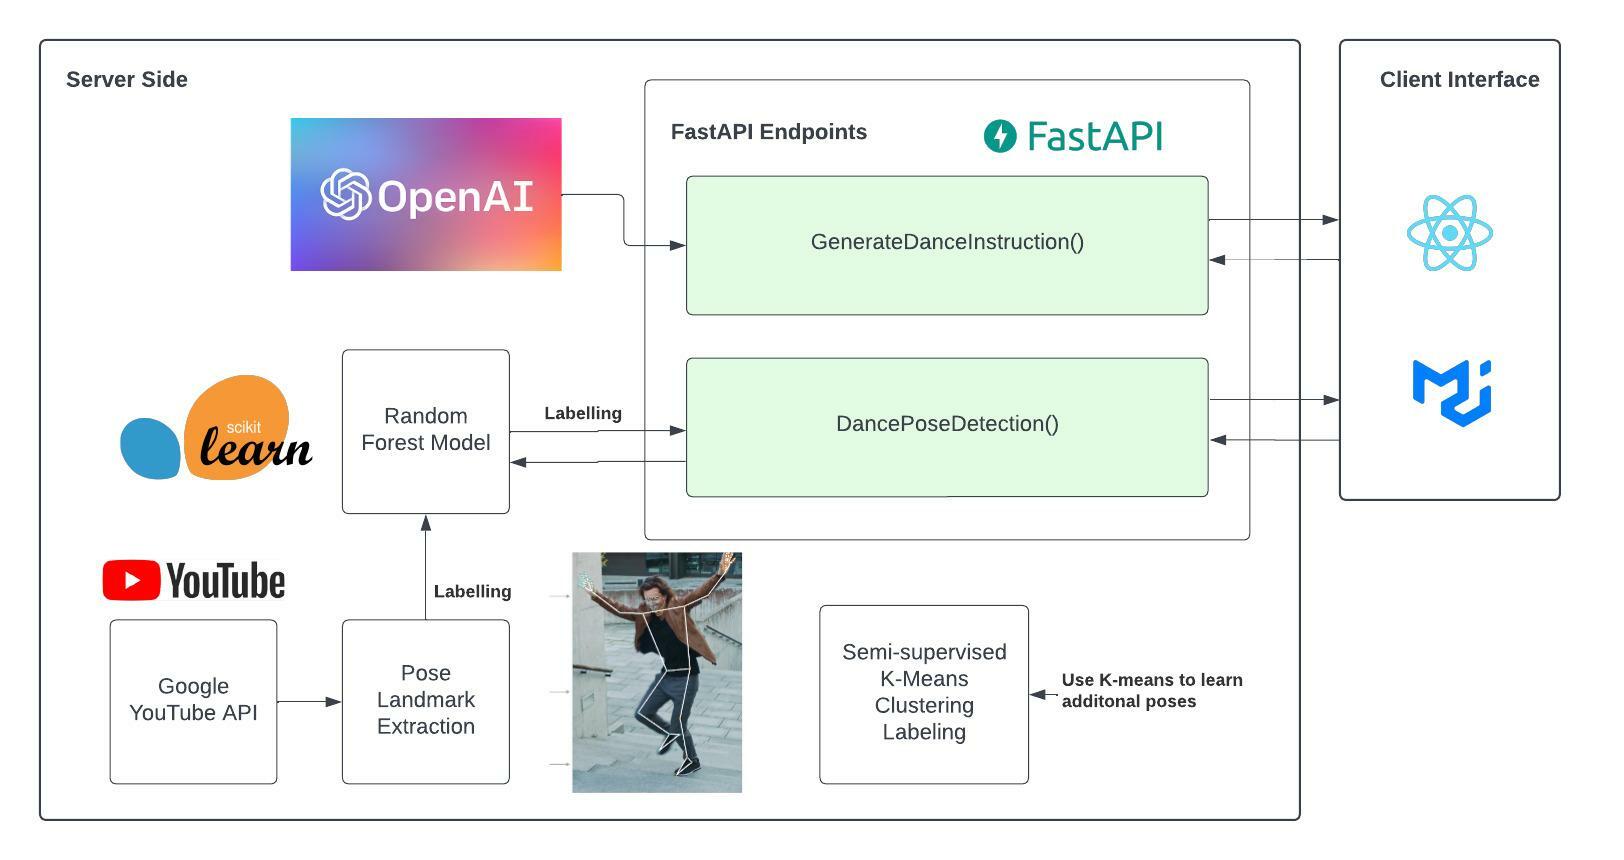 Server Side
Client Interface
FastAPI Endpoints
FastAPI
OpenAI
GenerateDanceInstruction()
Random
Forest Model
scikit
learn
Labelling
DancePoseDetection()
YouTube
Labelling
Google
YouTube API
Pose
Landmark
Extraction
Semi-supervised
K-Means
Clustering
Labeling
Use K-means to learn
additonal poses